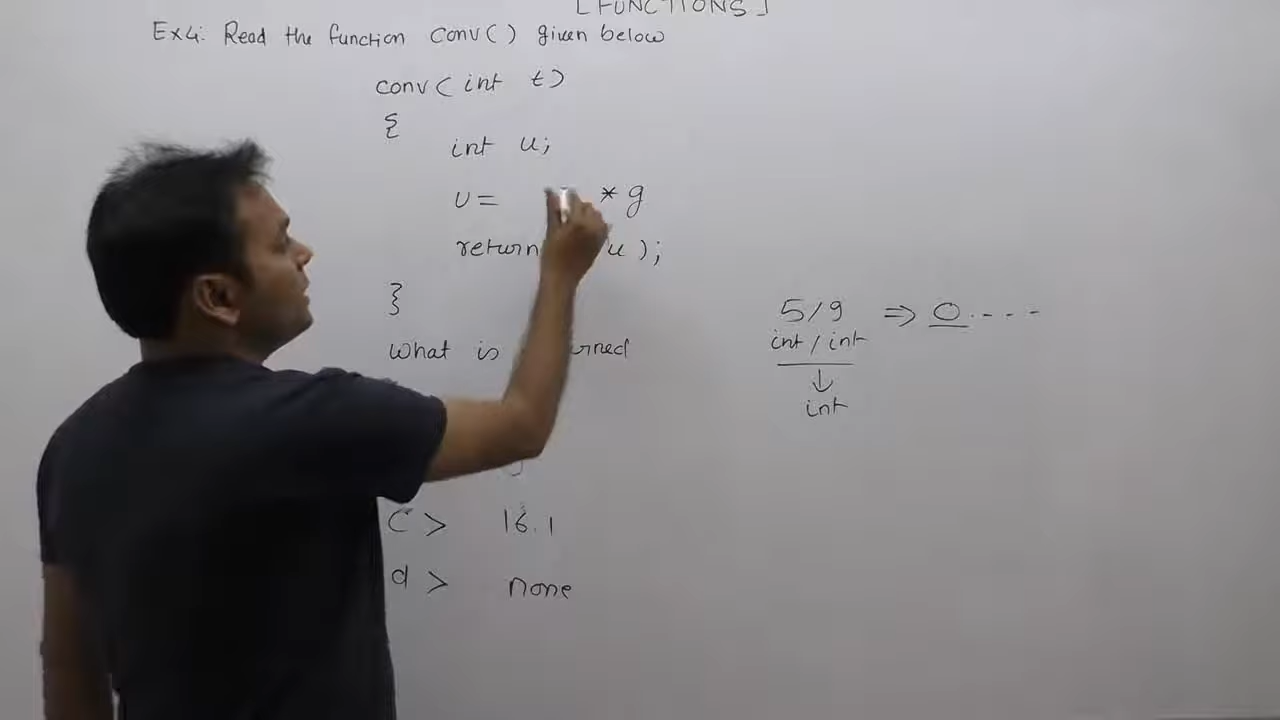 [FUNCTIONS]
Ex4: Read the function conv() given below
conv(int t)
{
int u;
u= * g
return u );
}
What is
C > 16.1
d > none
5/9 ⇒ 0.---
int / int
↓
int